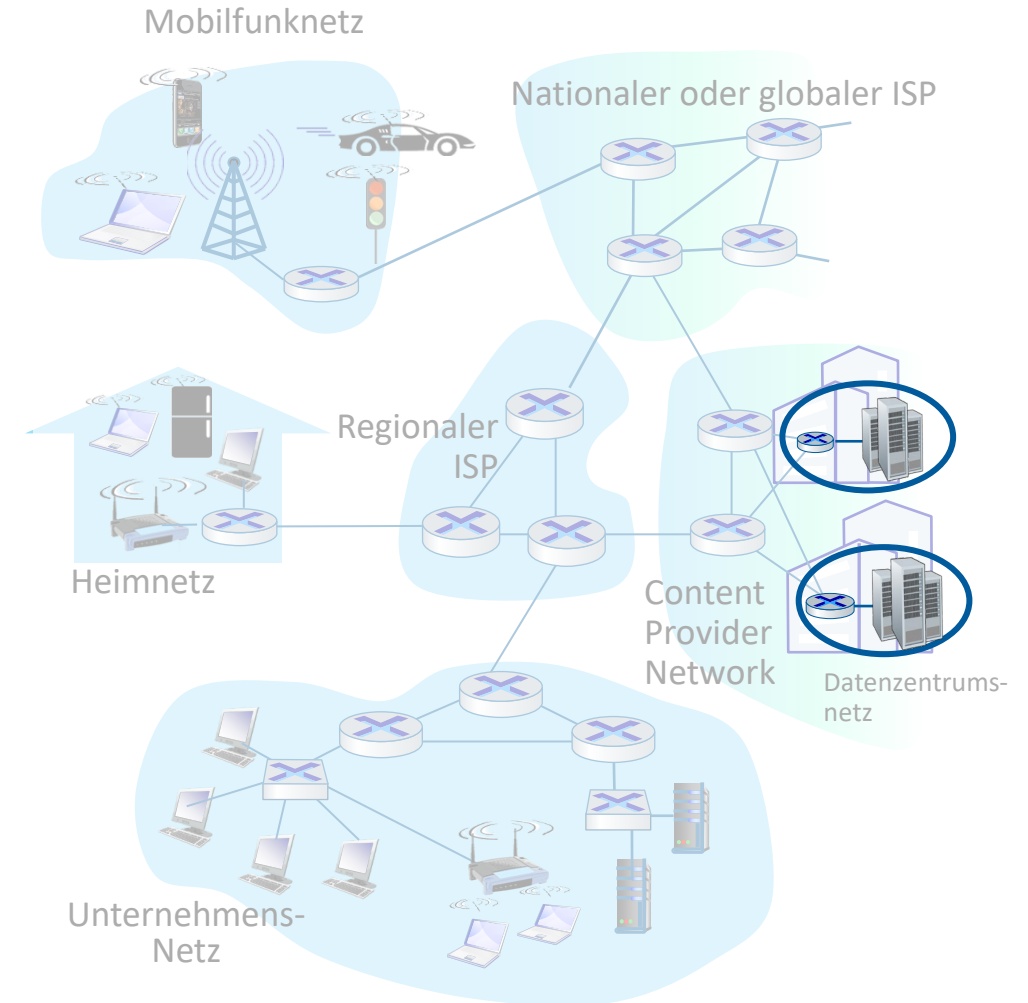 Mobilfunknetz
Nationaler oder globaler ISP
Regionaler
ISP
Heimnetz
Content
Provider
Network
Datenzentrums-
netz
Unternehmens-
Netz